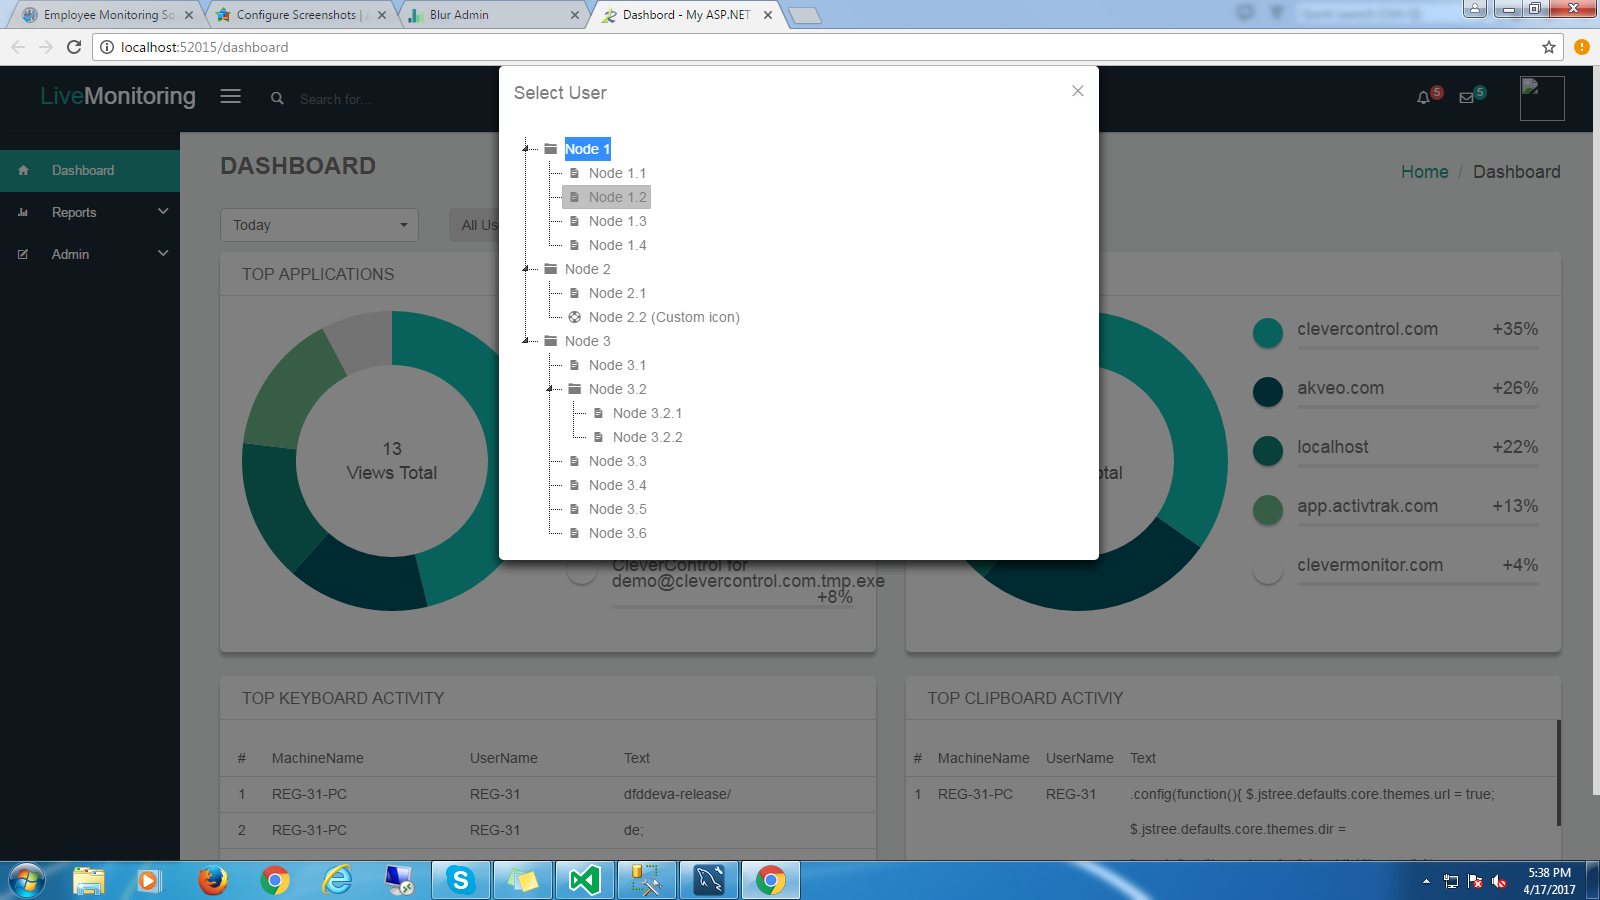 Employee Monitoring So
Configure Screenshots | A
Blur Admin
Dashbord - My ASP.NET
localhost:52015/dashboard
LiveMonitoring
Search for...
5
5
Select User
Dashboard
Reports
Admin
DASHBOARD
Home / Dashboard
Today
All Us
Node 1
Node 1.1
Node 1.2
Node 1.3
Node 1.4
Node 2
Node 2.1
Node 2.2 (Custom icon)
Node 3
Node 3.1
Node 3.2
Node 3.2.1
Node 3.2.2
Node 3.3
Node 3.4
Node 3.5
Node 3.6
TOP APPLICATIONS
13
Views Total
CleverControl for
demo@clevercontrol.com.tmp.exe
+8%
tal
clevercontrol.com +35%
akveo.com +26%
localhost +22%
app.activtrak.com +13%
clevermonitor.com +4%
TOP KEYBOARD ACTIVITY
# MachineName UserName Text
1 REG-31-PC REG-31 dfddeva-release/
2 REG-31-PC REG-31 de;
TOP CLIPBOARD ACTIVIY
# MachineName UserName Text
1 REG-31-PC REG-31 .config(function(){ $.jstree.defaults.core.themes.url = true;
$.jstree.defaults.core.themes.dir =
5:38 PM
4/17/2017